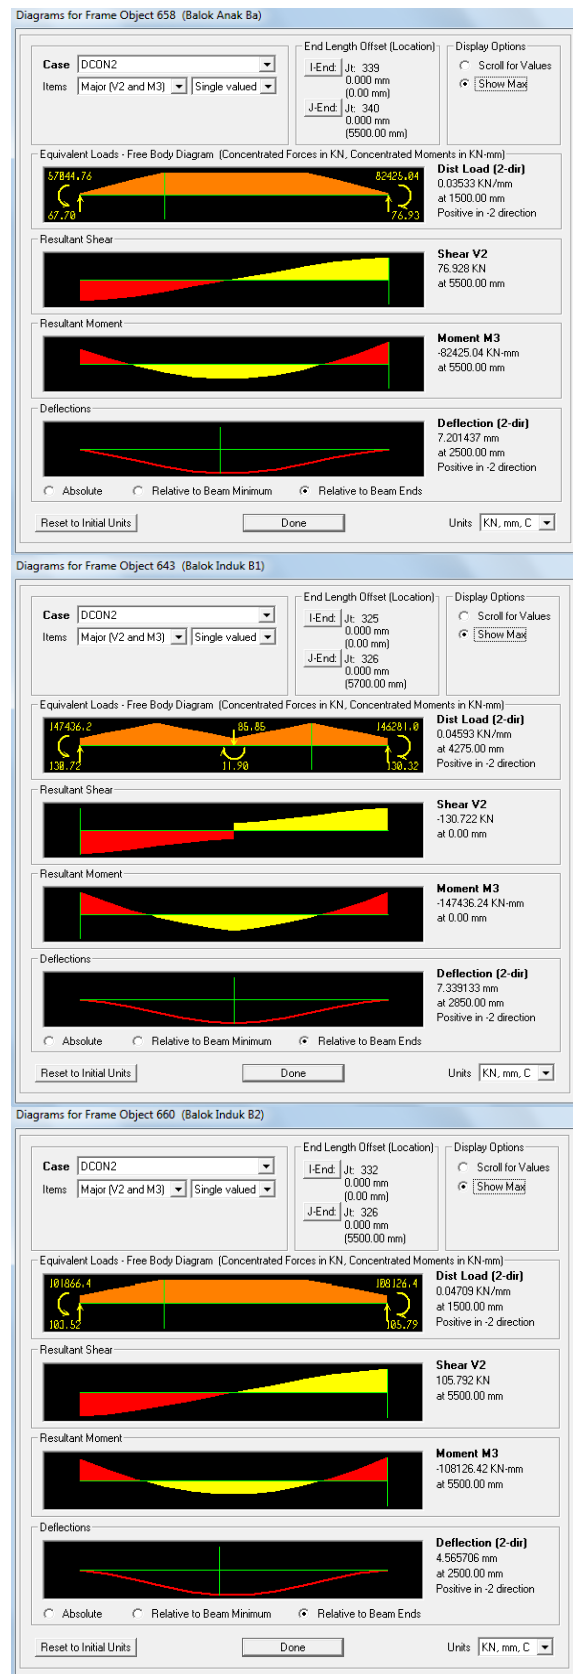 Diagrams for Frame Object 658 (Balok Anak Ba)
Case DCON2
Items Major (V2 and M3) Single valued
End Length Offset (Location)
I-End: Jt: 339
0.000 mm
(0.00 mm)
J-End: Jt: 340
0.000 mm
(5500.00 mm)
Display Options
Scroll for Values
Show Max
Equivalent Loads - Free Body Diagram (Concentrated Forces in KN, Concentrated Moments in KN-mm)
57044.76 82425.04
67.70 76.93
Dist Load (2-dir)
0.03533 KN/mm
at 1500.00 mm
Positive in -2 direction
Resultant Shear
Shear V2
76.928 KN
at 5500.00 mm
Resultant Moment
Moment M3
-82425.04 KN-mm
at 5500.00 mm
Deflections
Deflection (2-dir)
7.201437 mm
at 2500.00 mm
Positive in -2 direction
Absolute Relative to Beam Minimum Relative to Beam Ends
Reset to Initial Units Done Units KN, mm, C
Diagrams for Frame Object 643 (Balok Induk B1)
Case DCON2
Items Major (V2 and M3) Single valued
End Length Offset (Location)
I-End: Jt: 325
0.000 mm
(0.00 mm)
J-End: Jt: 326
0.000 mm
(5700.00 mm)
Display Options
Scroll for Values
Show Max
Equivalent Loads - Free Body Diagram (Concentrated Forces in KN, Concentrated Moments in KN-mm)
147436.2 85.85 146281.0
130.72 11.90 130.32
Dist Load (2-dir)
0.04593 KN/mm
at 4275.00 mm
Positive in -2 direction
Resultant Shear
Shear V2
-130.722 KN
at 0.00 mm
Resultant Moment
Moment M3
-147436.24 KN-mm
at 0.00 mm
Deflections
Deflection (2-dir)
7.339133 mm
at 2850.00 mm
Positive in -2 direction
Absolute Relative to Beam Minimum Relative to Beam Ends
Reset to Initial Units Done Units KN, mm, C
Diagrams for Frame Object 660 (Balok Induk B2)
Case DCON2
Items Major (V2 and M3) Single valued
End Length Offset (Location)
I-End: Jt: 332
0.000 mm
(0.00 mm)
J-End: Jt: 326
0.000 mm
(5500.00 mm)
Display Options
Scroll for Values
Show Max
Equivalent Loads - Free Body Diagram (Concentrated Forces in KN, Concentrated Moments in KN-mm)
101866.4 108126.4
103.52 105.79
Dist Load (2-dir)
0.04709 KN/mm
at 1500.00 mm
Positive in -2 direction
Resultant Shear
Shear V2
105.792 KN
at 5500.00 mm
Resultant Moment
Moment M3
-108126.42 KN-mm
at 5500.00 mm
Deflections
Deflection (2-dir)
4.565706 mm
at 2500.00 mm
Positive in -2 direction
Absolute Relative to Beam Minimum Relative to Beam Ends
Reset to Initial Units Done Units KN, mm, C